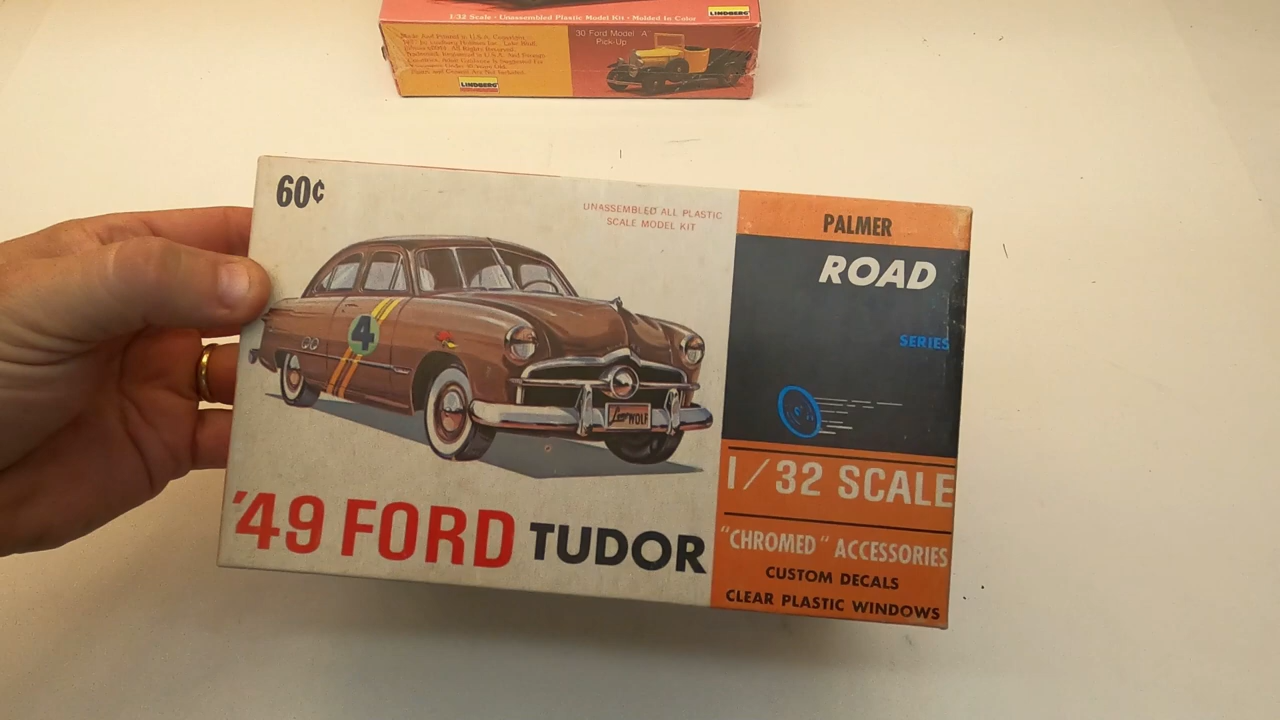 1/32 Scale · Unassembled Plastic Model Kit · Molded In Color
LINDBERG
30 Ford Model "A"
Pick-Up
LINDBERG
60¢
UNASSEMBLED ALL PLASTIC
SCALE MODEL KIT
4
WOLF
'49 FORD TUDOR
PALMER
ROAD
SERIES
1/32 SCALE
"CHROMED" ACCESSORIES
CUSTOM DECALS
CLEAR PLASTIC WINDOWS